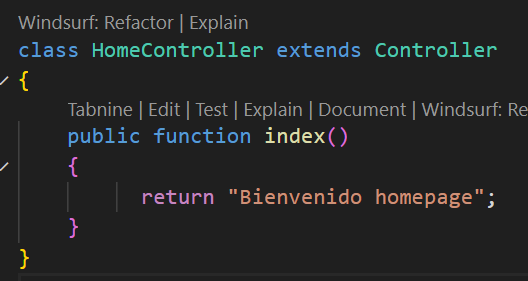 Windsurf: Refactor | Explain
class HomeController extends Controller
{
Tabnine | Edit | Test | Explain | Document | Windsurf: Re
public function index()
{
return "Bienvenido homepage";
}
}